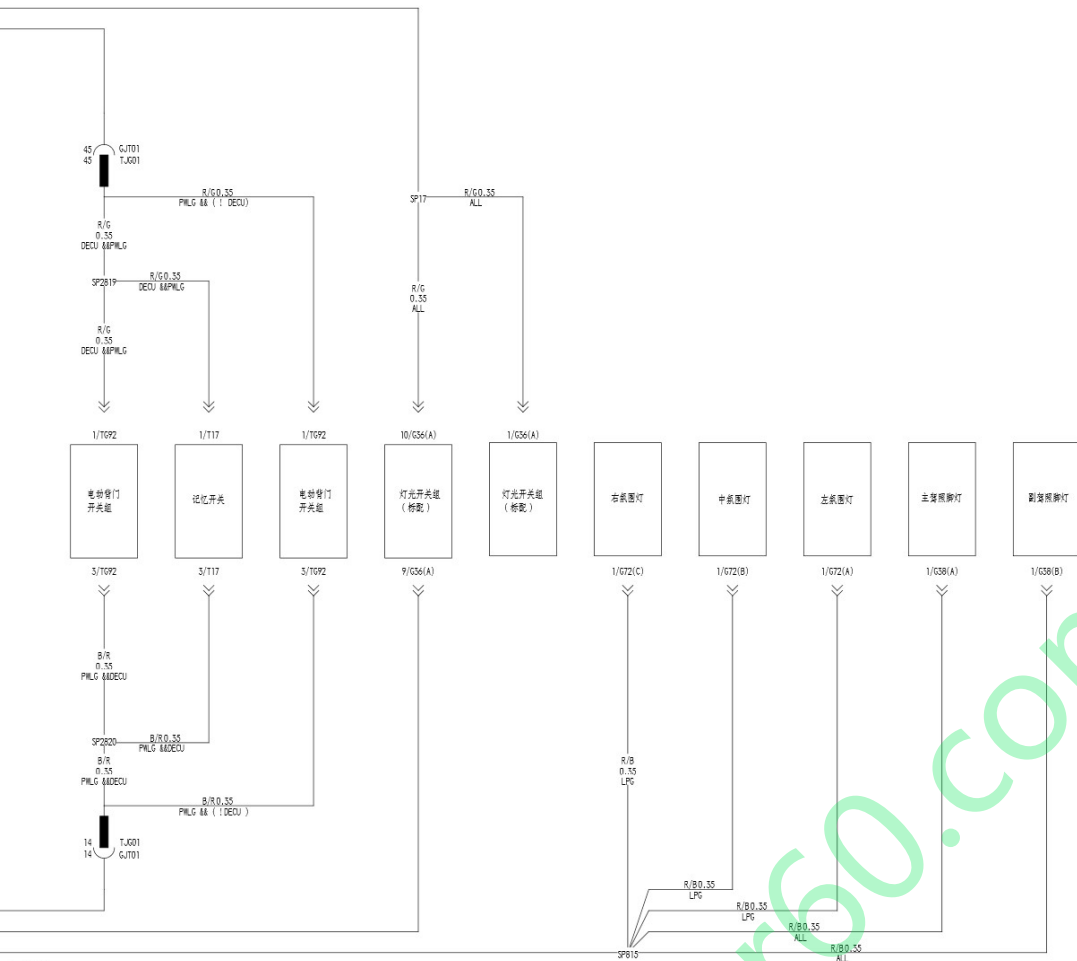 45 GJT01
45 TJG01
R/G0.35
PWLG && ( ! DECU)
SP17
R/G0.35
ALL
R/G
0.35
DECU &&PWLG
SP2819
R/G0.35
DECU &&PWLG
R/G
0.35
ALL
R/G
0.35
DECU &&PWLG
1/TG92
1/T17
1/TG92
10/G36(A)
1/G36(A)
电动背门
开关组
记忆开关
电动背门
开关组
灯光开关组
( 标配 )
灯光开关组
( 标配 )
右氛围灯
中氛围灯
左氛围灯
主驾照脚灯
副驾照脚灯
3/TG92
3/T17
3/TG92
9/G36(A)
1/G72(C)
1/G72(B)
1/G72(A)
1/G38(A)
1/G38(B)
B/R
0.35
PWLG &&DECU
SP2820
B/R0.35
PWLG &&DECU
B/R
0.35
PWLG &&DECU
R/B
0.35
LPG
B/R0.35
PWLG && ( ! DECU )
14 TJG01
14 GJT01
R/B0.35
LPG
R/B0.35
LPG
R/B0.35
ALL
R/B0.35
ALL
SP815
r60.com